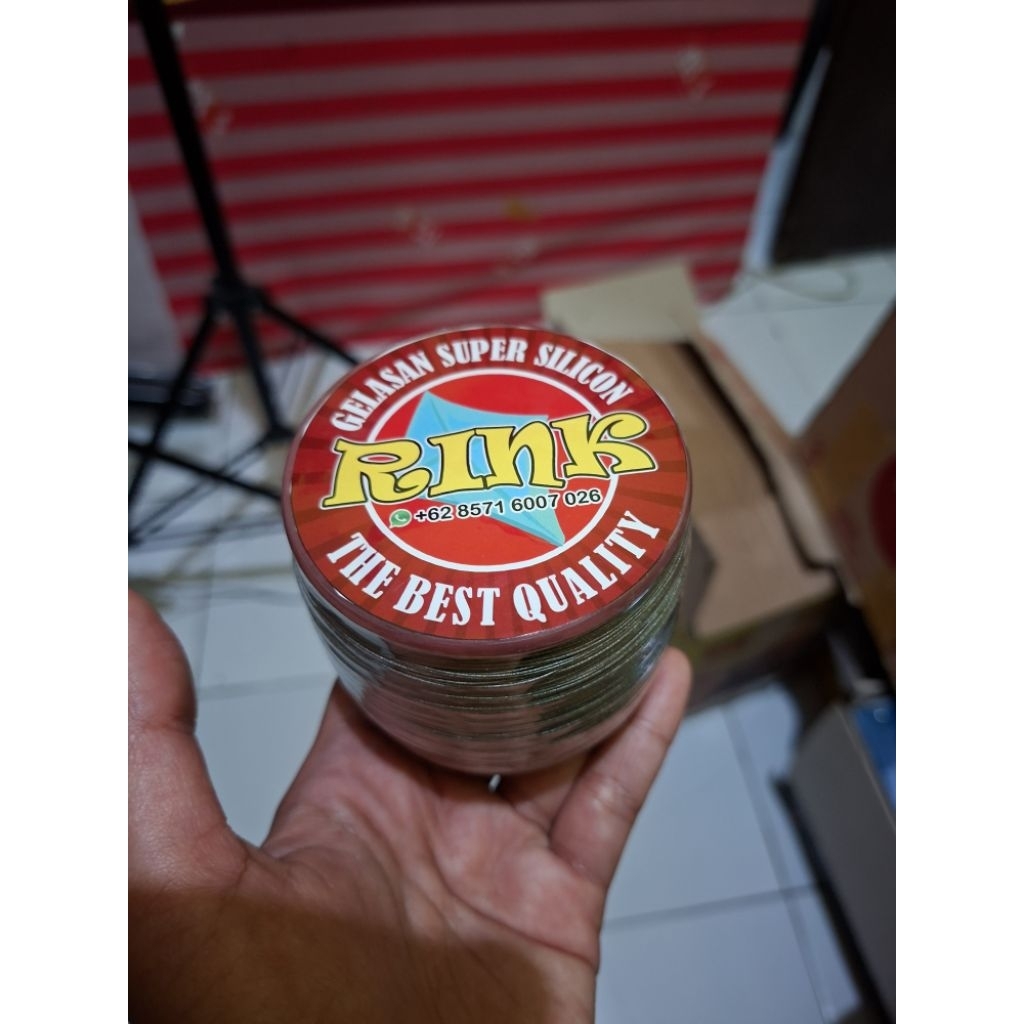 GELASAN SUPER SILICON
RINK
+62 8571 6007 026
THE BEST QUALITY